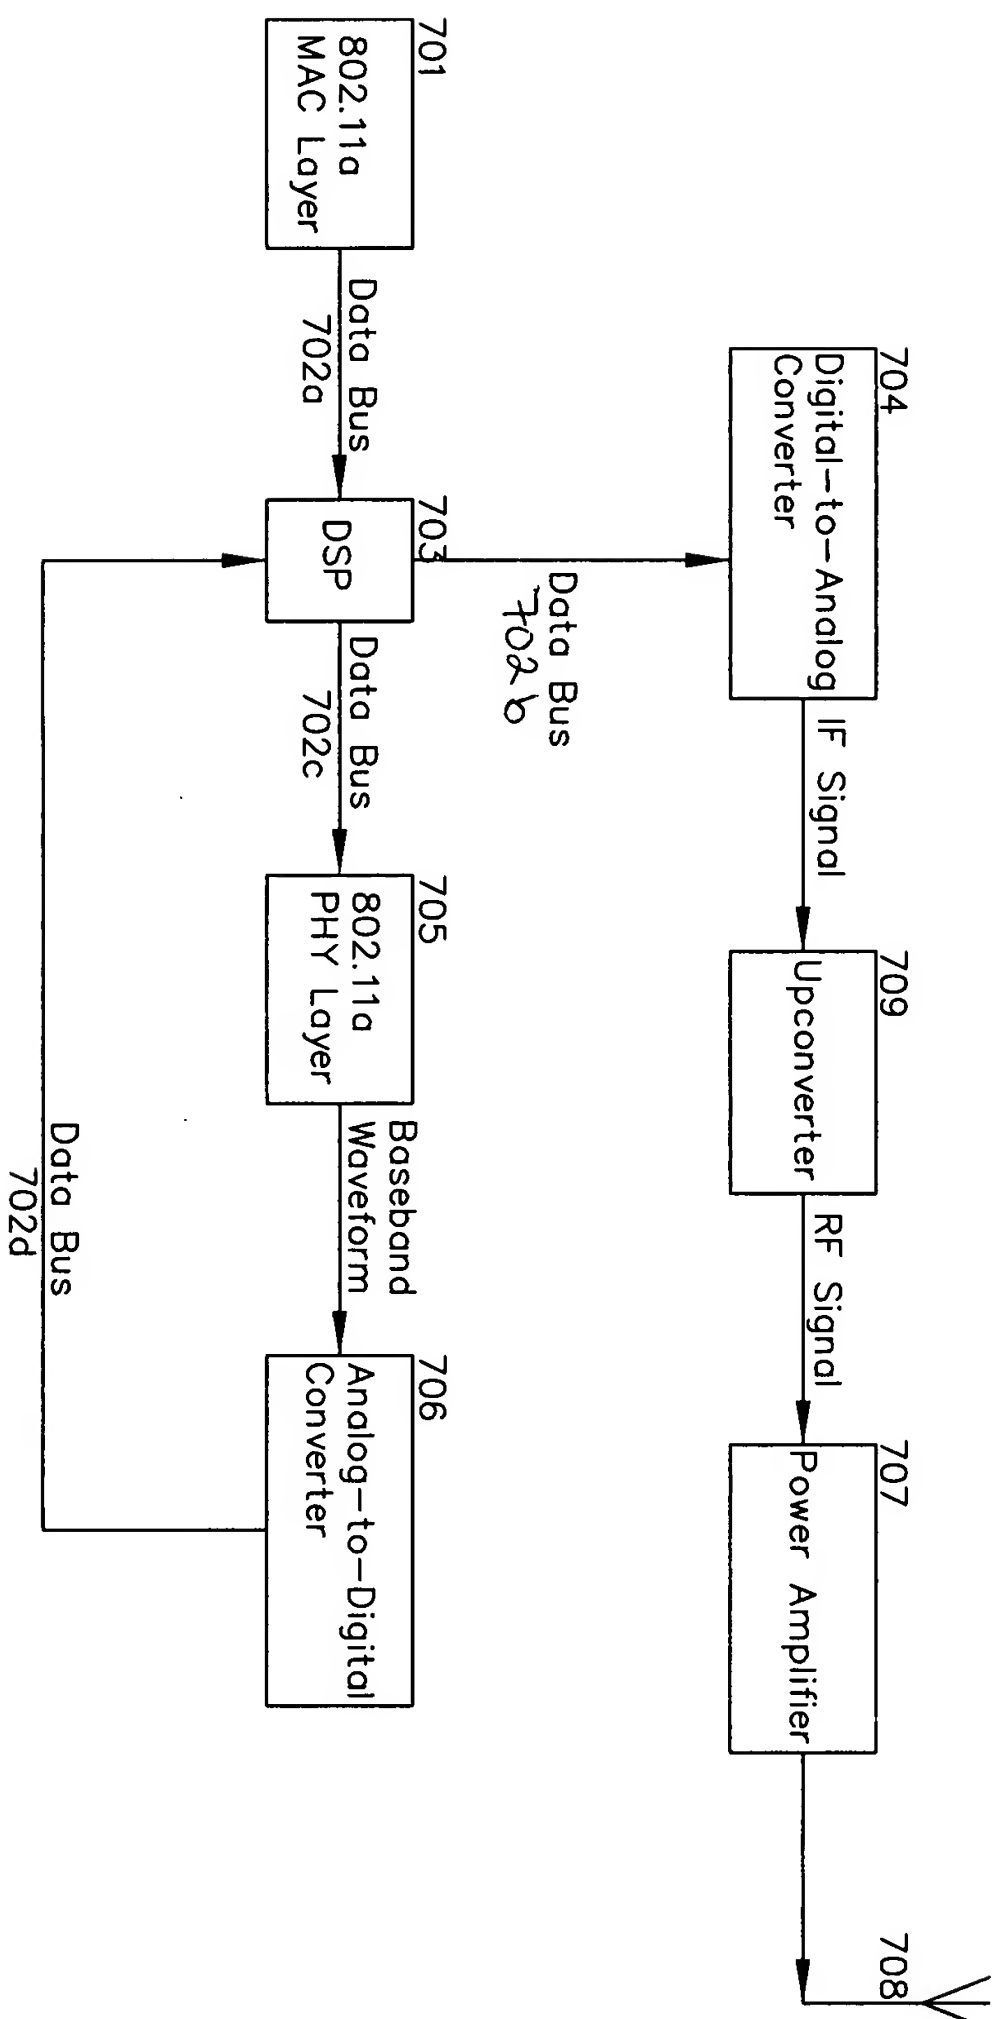 704
Digital-to-Analog
Converter
IF Signal
709
Upconverter
RF Signal
707
Power Amplifier
708
Data Bus
702b
701
802.11a
MAC Layer
Data Bus
702a
703
DSP
Data Bus
702c
705
802.11a
PHY Layer
Baseband
Waveform
706
Analog-to-Digital
Converter
Data Bus
702d